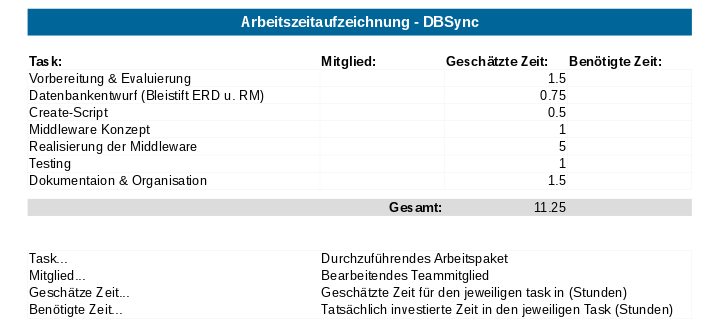 Arbeitszeitaufzeichnung - DBSync
Task: Mitglied: Geschätzte Zeit: Benötigte Zeit:
Vorbereitung & Evaluierung 1.5
Datenbankentwurf (Bleistift ERD u. RM) 0.75
Create-Script 0.5
Middleware Konzept 1
Realisierung der Middleware 5
Testing 1
Dokumentaion & Organisation 1.5
Gesamt: 11.25
Task... Durchzuführendes Arbeitspaket
Mitglied... Bearbeitendes Teammitglied
Geschätze Zeit... Geschätzte Zeit für den jeweiligen task in (Stunden)
Benötigte Zeit... Tatsächlich investierte Zeit in den jeweiligen Task (Stunden)